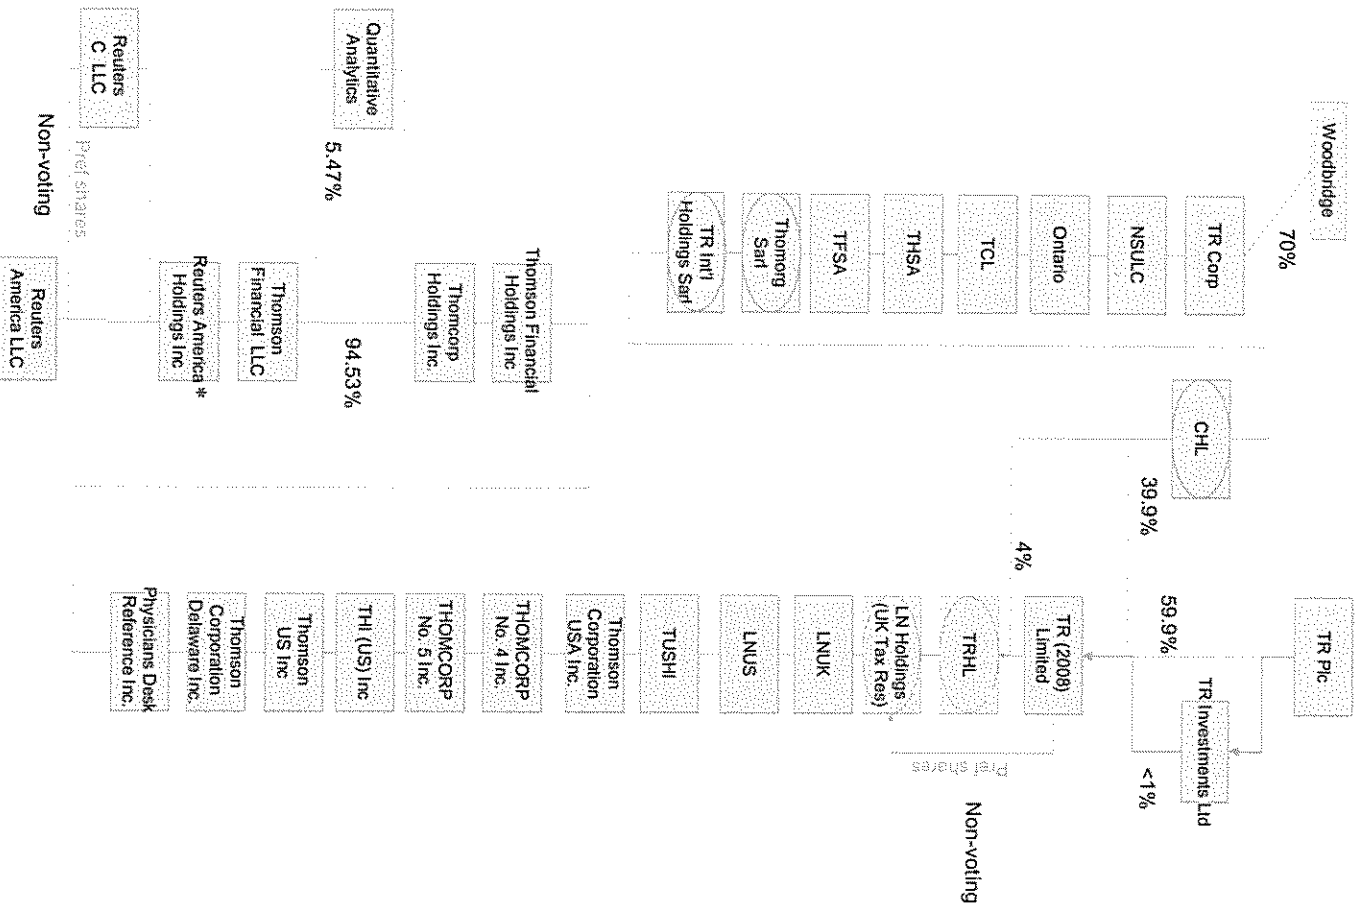 Woodbridge
70%
TR Corp
NSULC
Ontario
TCL
THSA
TFSA
Thomorg
Sarl
TR Int'l
Holdings Sarl
CHL
39.9%
4%
TR Plc
59.9%
TR Investments Ltd
<1%
TR (2008)
Limited
TRHL
Pref shares
Non-voting
LN Holdings
(UK Tax Res)
LNUK
LNUS
TUSHI
Thomson
Corporation
USA Inc.
THOMCORP
No. 4 Inc.
THOMCORP
No. 5 Inc.
THI (US) Inc
Thomson
US Inc
Thomson
Corporation
Delaware Inc.
Physicians Desk
Reference Inc.
Thomson Financial
Holdings Inc
Thomcorp
Holdings Inc.
Quantitative
Analytics
5.47%
94.53%
Thomson
Financial LLC
Reuters America *
Holdings Inc
Reuters
C LLC
Pref shares
Non-voting
Reuters
America LLC